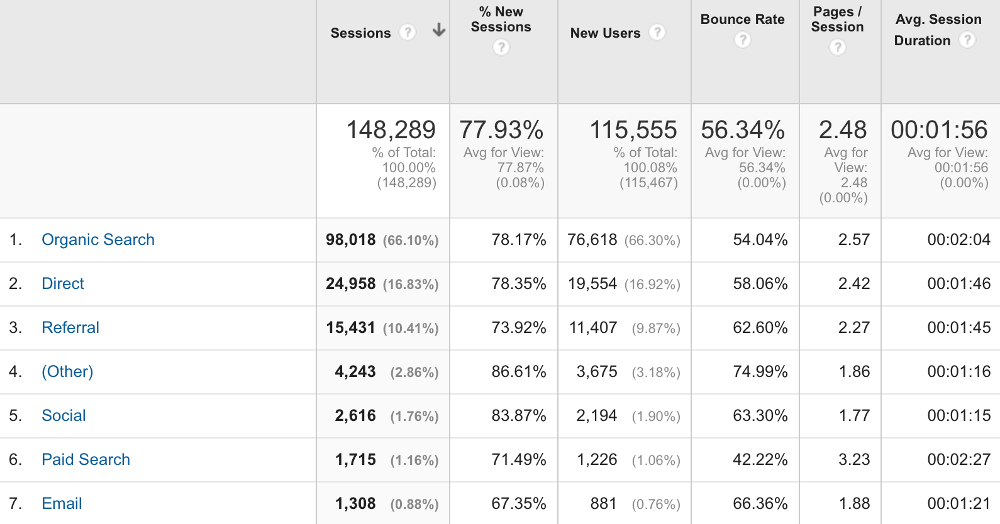 Sessions ? % New Sessions ? New Users ? Bounce Rate ? Pages / Session ? Avg. Session Duration ?
148,289 77.93% 115,555 56.34% 2.48 00:01:56
% of Total: 100.00% (148,289) Avg for View: 77.87% (0.08%) % of Total: 100.08% (115,467) Avg for View: 56.34% (0.00%) Avg for View: 2.48 (0.00%) Avg for View: 00:01:56 (0.00%)
1. Organic Search 98,018 (66.10%) 78.17% 76,618 (66.30%) 54.04% 2.57 00:02:04
2. Direct 24,958 (16.83%) 78.35% 19,554 (16.92%) 58.06% 2.42 00:01:46
3. Referral 15,431 (10.41%) 73.92% 11,407 (9.87%) 62.60% 2.27 00:01:45
4. (Other) 4,243 (2.86%) 86.61% 3,675 (3.18%) 74.99% 1.86 00:01:16
5. Social 2,616 (1.76%) 83.87% 2,194 (1.90%) 63.30% 1.77 00:01:15
6. Paid Search 1,715 (1.16%) 71.49% 1,226 (1.06%) 42.22% 3.23 00:02:27
7. Email 1,308 (0.88%) 67.35% 881 (0.76%) 66.36% 1.88 00:01:21